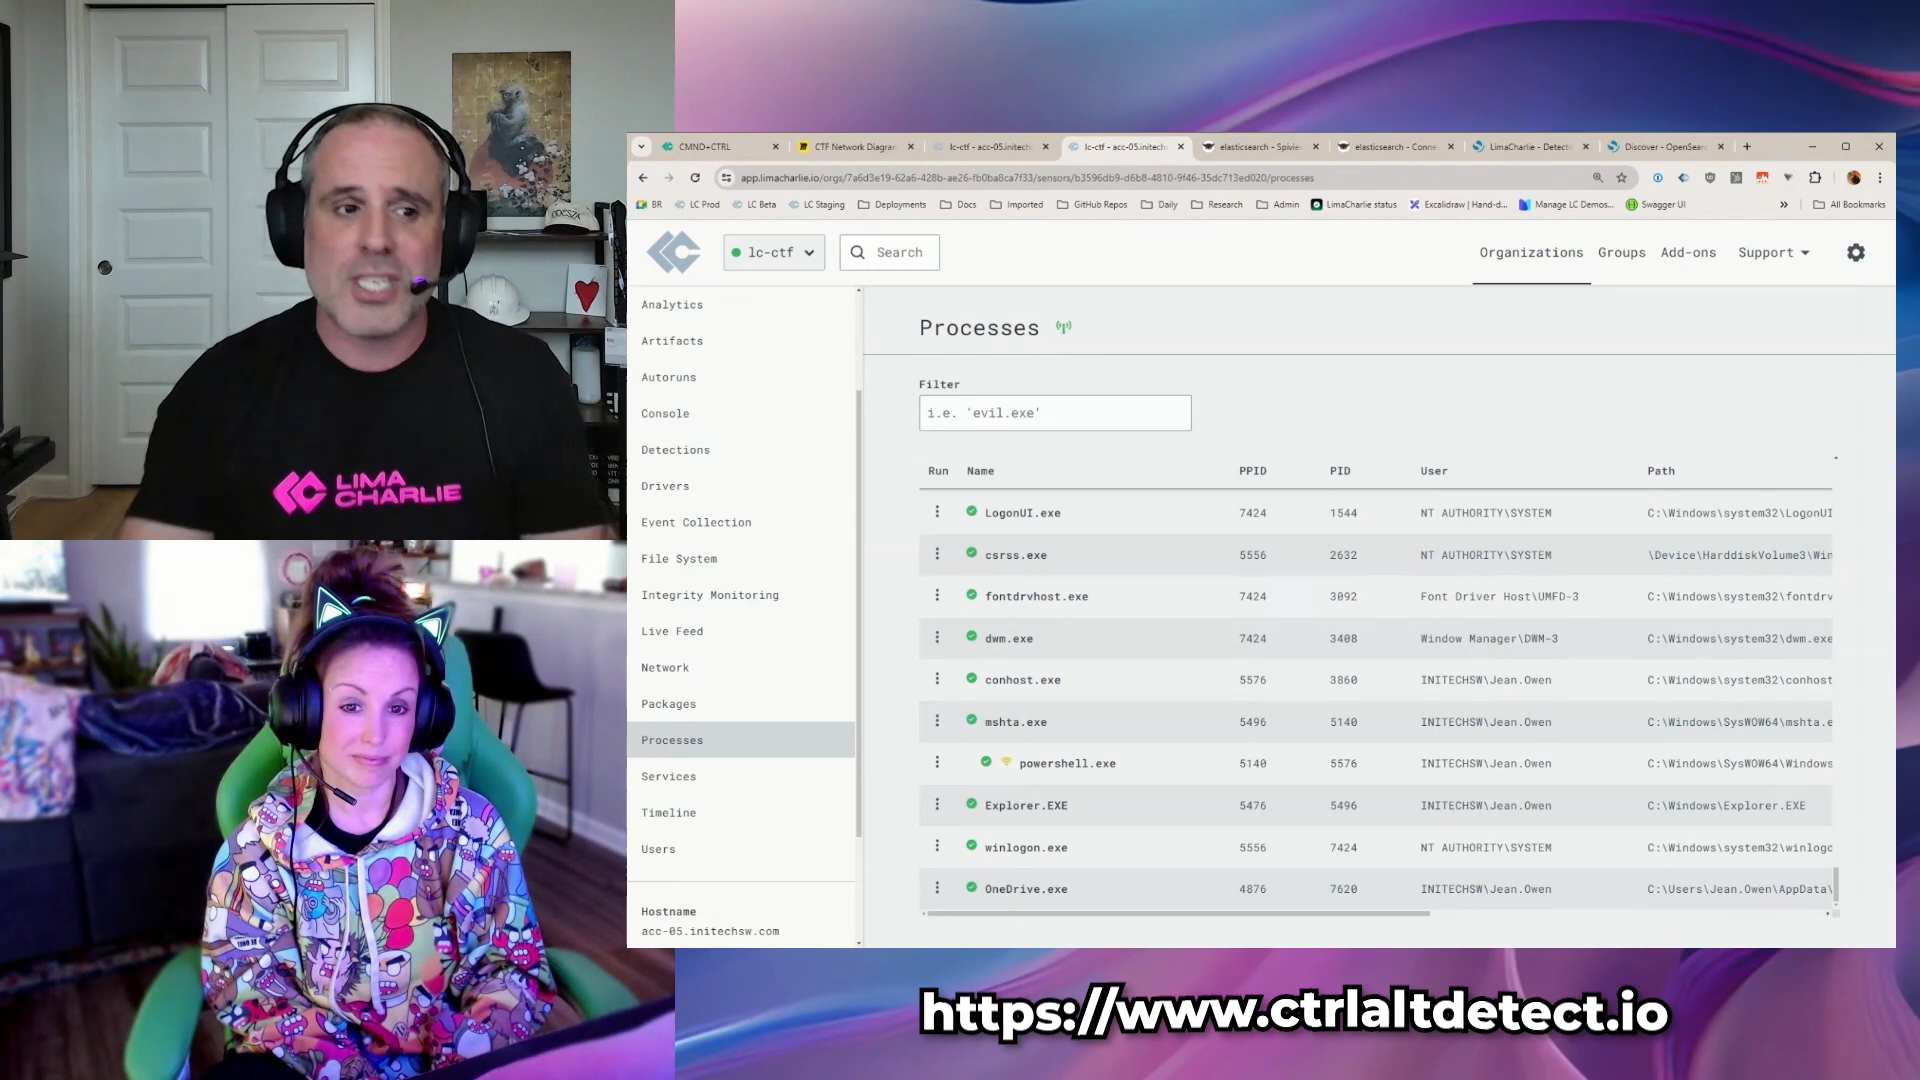 LIMA
CHARLIE
CMND+CTRL
CTF Network Diagram
lc-ctf - acc-05.initechs
lc-ctf - acc-05.initechsw
elasticsearch - Spivie
elasticsearch - Conne
LimaCharlie - Detectio
Discover - OpenSear
app.limacharlie.io/orgs/7a6d3e19-62a6-428b-ae26-fb0ba8ca7f33/sensors/b3596db9-d6b8-4810-9f46-35dc713ed020/processes
BR
LC Prod
LC Beta
LC Staging
Deployments
Docs
Imported
GitHub Repos
Daily
Research
Admin
LimaCharlie status
Excalidraw | Hand-d...
Manage LC Demos...
Swagger UI
All Bookmarks
lc-ctf
Search
Organizations
Groups
Add-ons
Support
Analytics
Artifacts
Autoruns
Console
Detections
Drivers
Event Collection
File System
Integrity Monitoring
Live Feed
Network
Packages
Processes
Services
Timeline
Users
Hostname
acc-05.initechsw.com
Processes
Filter
i.e. 'evil.exe'
Run Name PPID PID User Path
LogonUI.exe 7424 1544 NT AUTHORITY\SYSTEM C:\Windows\system32\LogonUI
csrss.exe 5556 2632 NT AUTHORITY\SYSTEM \Device\HarddiskVolume3\Win
fontdrvhost.exe 7424 3092 Font Driver Host\UMFD-3 C:\Windows\system32\fontdrv
dwm.exe 7424 3408 Window Manager\DWM-3 C:\Windows\system32\dwm.exe
conhost.exe 5576 3860 INITECHSW\Jean.Owen C:\Windows\system32\conhost
mshta.exe 5496 5140 INITECHSW\Jean.Owen C:\Windows\SysWOW64\mshta.e
powershell.exe 5140 5576 INITECHSW\Jean.Owen C:\Windows\SysWOW64\Windows
Explorer.EXE 5476 5496 INITECHSW\Jean.Owen C:\Windows\Explorer.EXE
winlogon.exe 5556 7424 NT AUTHORITY\SYSTEM C:\Windows\system32\winlogo
OneDrive.exe 4876 7620 INITECHSW\Jean.Owen C:\Users\Jean.Owen\AppData\
https://www.ctrlaltdetect.io